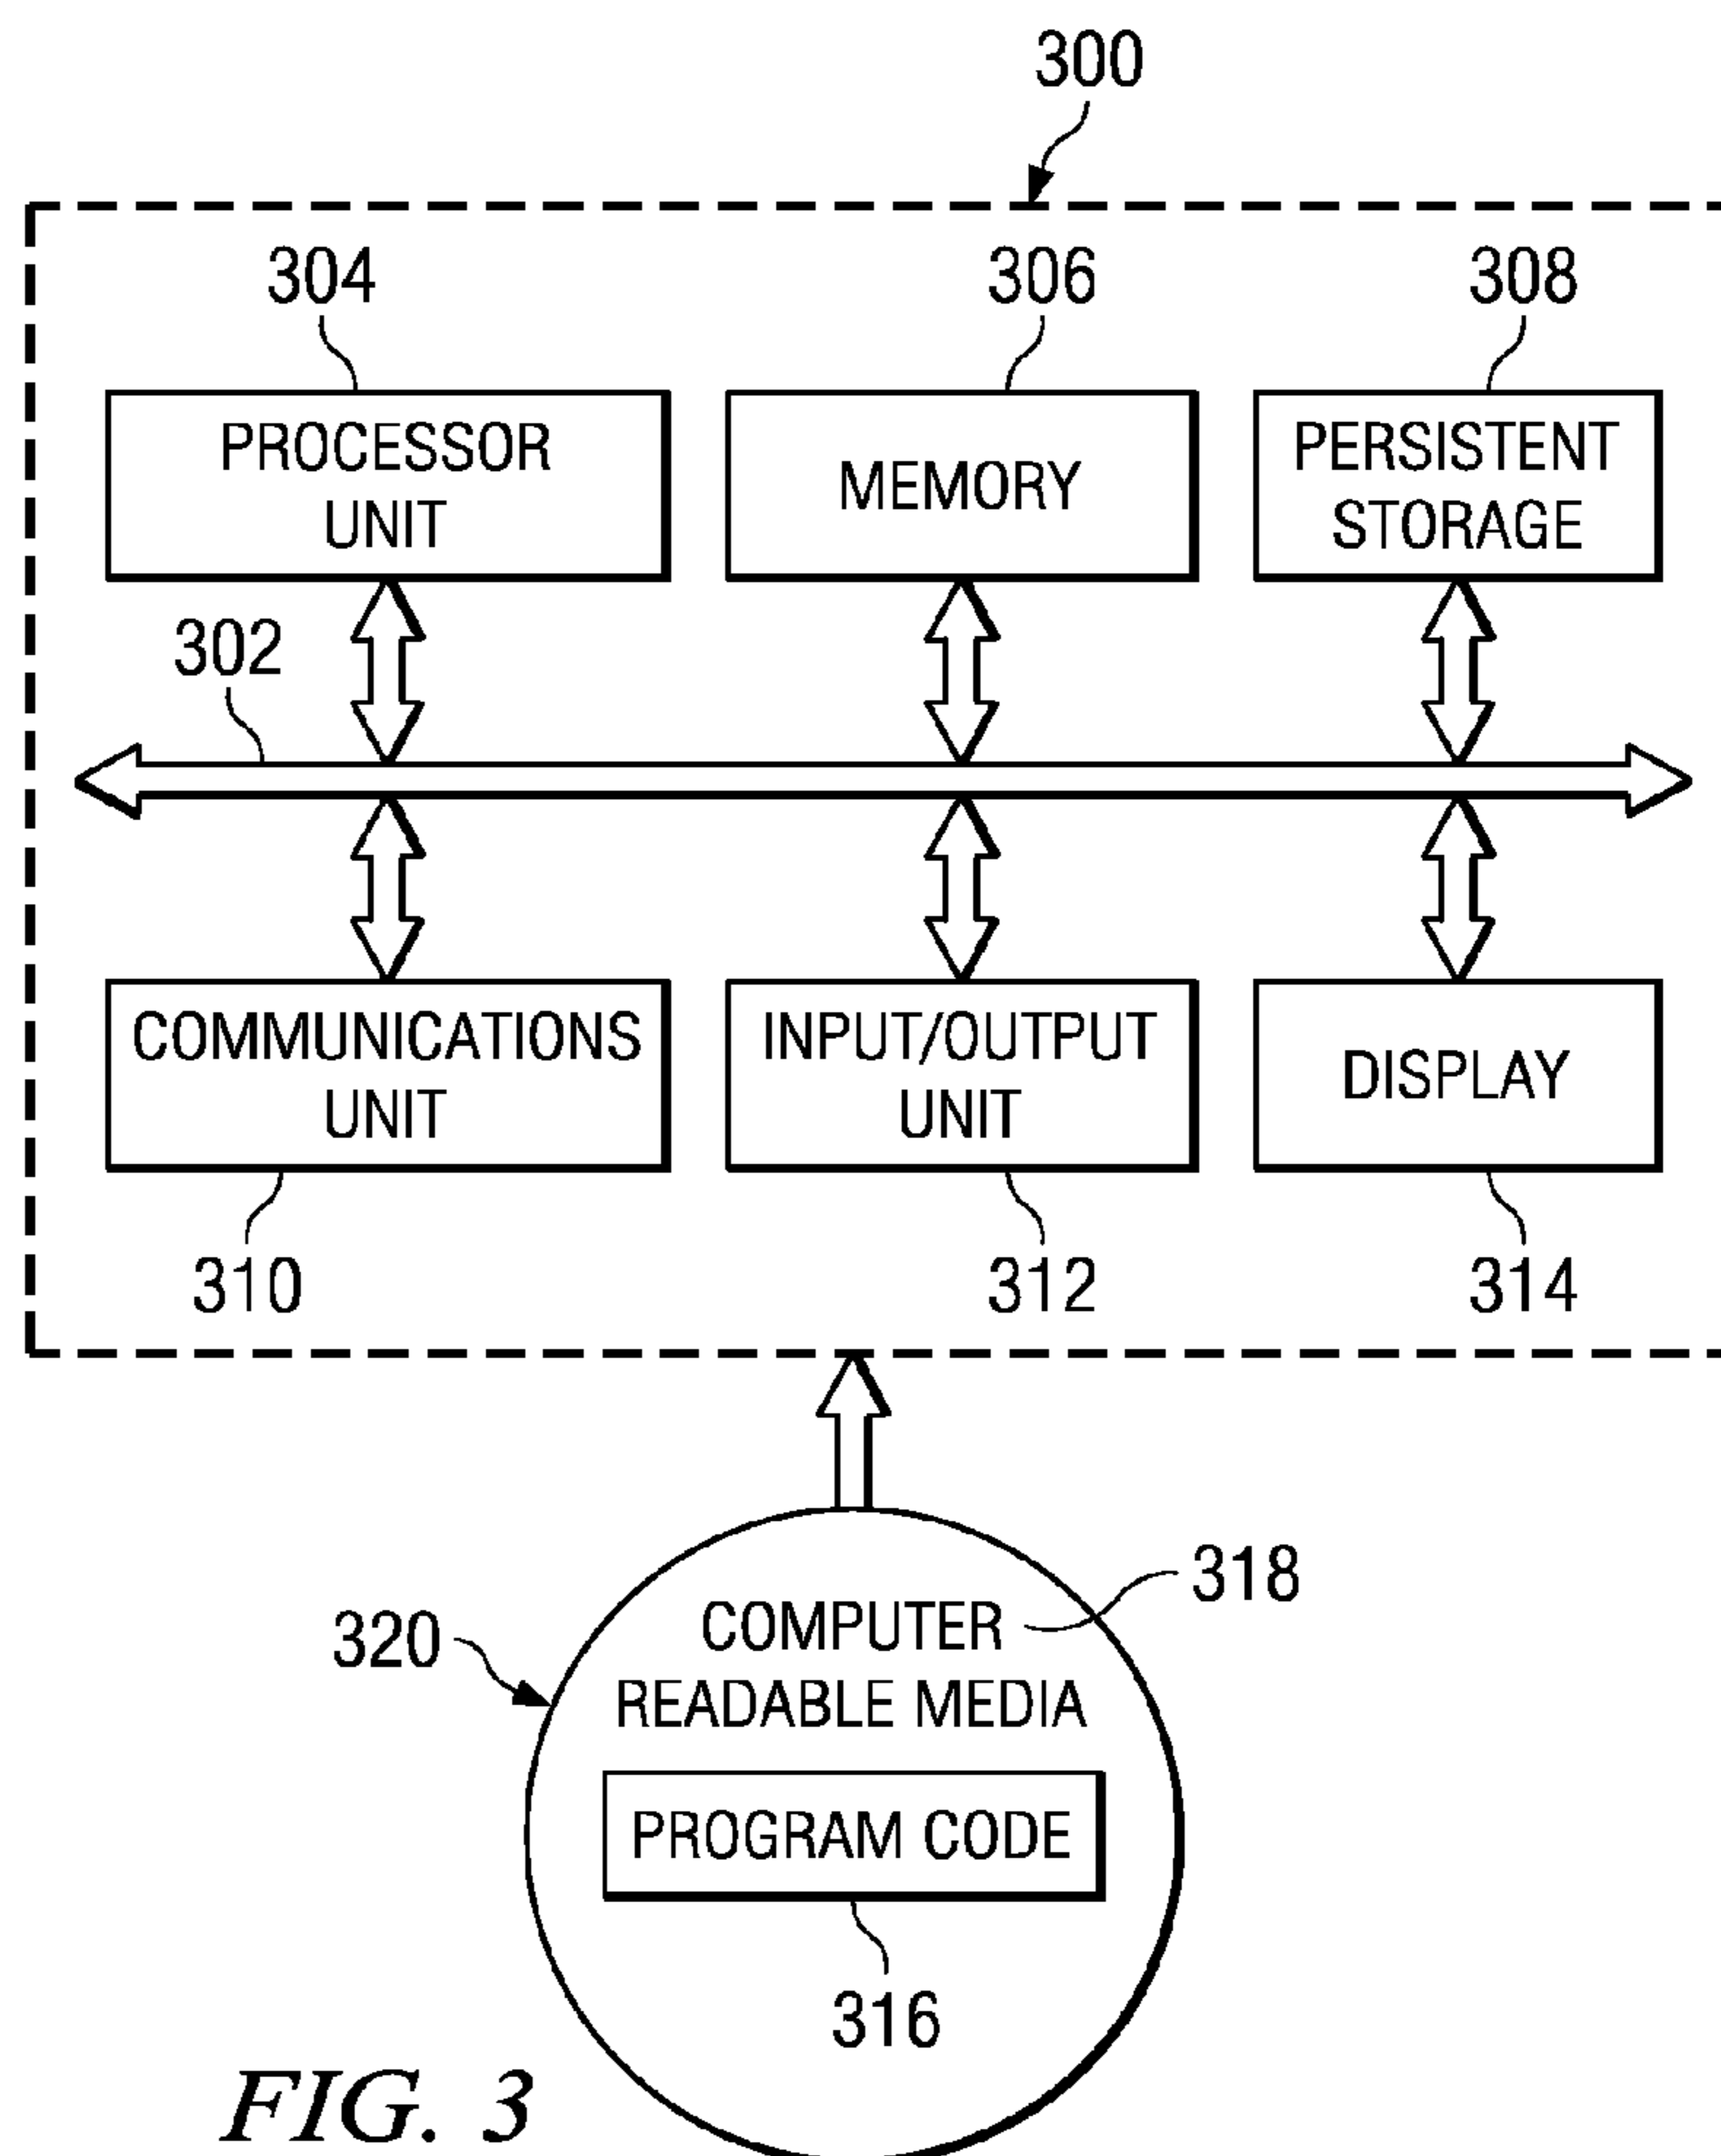 300
304
306
308
PROCESSOR
UNIT
MEMORY
PERSISTENT
STORAGE
302
COMMUNICATIONS
UNIT
INPUT/OUTPUT
UNIT
DISPLAY
310
312
314
318
320
COMPUTER
READABLE MEDIA
PROGRAM CODE
316
FIG. 3